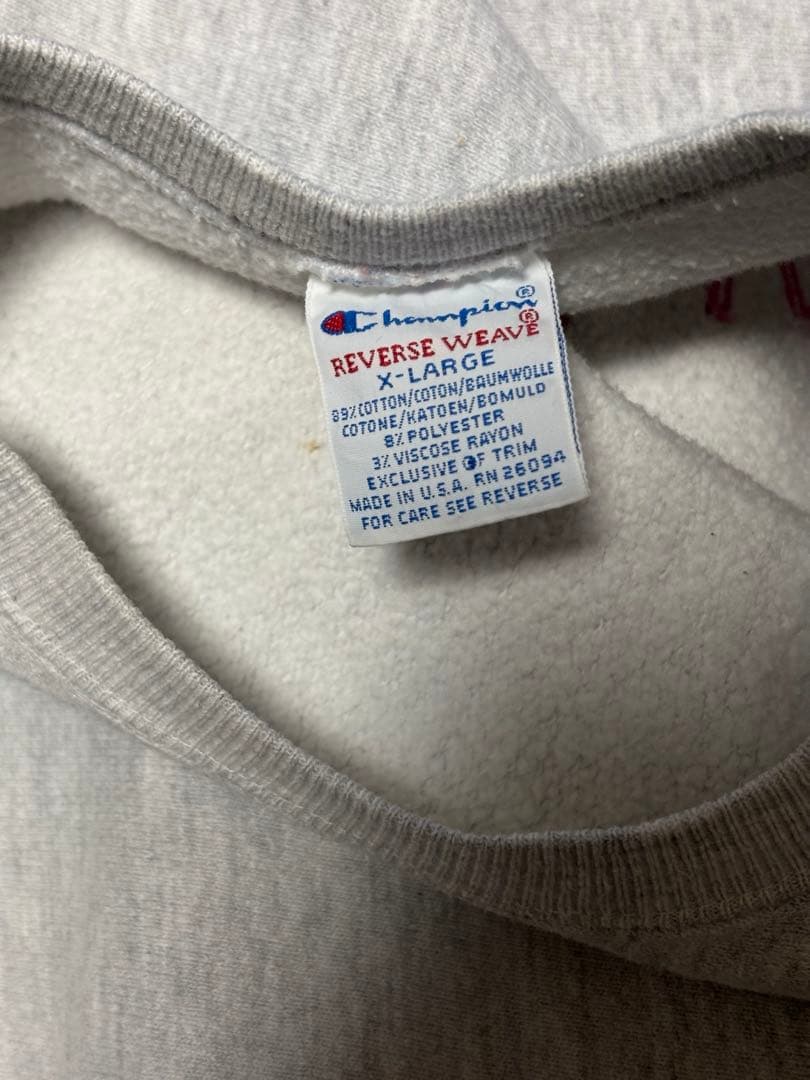 Champion®
REVERSE WEAVE®
X-LARGE
89% COTTON/COTON/BAUMWOLLE
COTONE/KATOEN/BOMULD
8% POLYESTER
3% VISCOSE RAYON
EXCLUSIVE OF TRIM
MADE IN U.S.A. RN 26094
FOR CARE SEE REVERSE